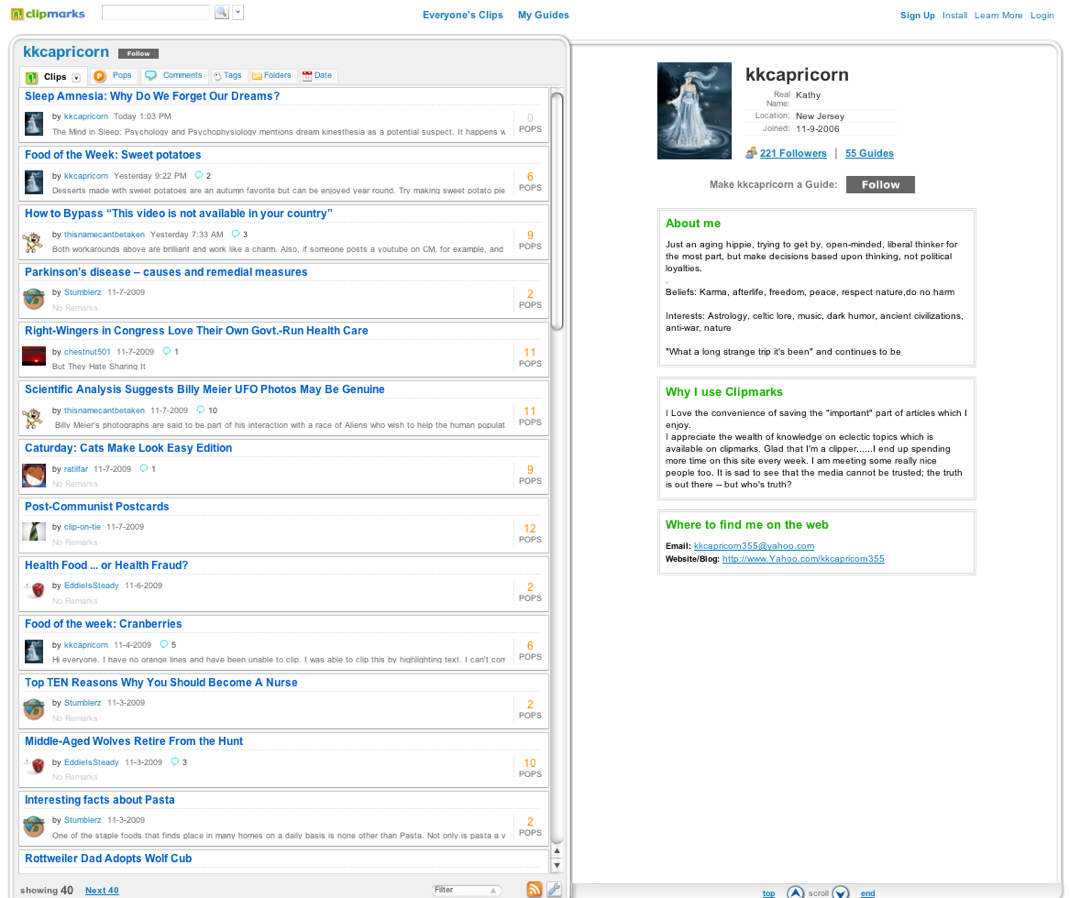 clipmarks
Everyone's Clips My Guides
Sign Up Install Learn More Login
kkcapricorn Follow
Clips Pops Comments Tags Folders Date
Sleep Amnesia: Why Do We Forget Our Dreams?
by kkcapricorn Today 1:03 PM
The Mind in Sleep: Psychology and Psychophysiology mentions dream kinesthesia as a potential suspect. It happens w
0
POPS
Food of the Week: Sweet potatoes
by kkcapricorn Yesterday 9:22 PM 2
Desserts made with sweet potatoes are an autumn favorite but can be enjoyed year round. Try making sweet potato pie
6
POPS
How to Bypass “This video is not available in your country”
by thisnamecantbetaken Yesterday 7:33 AM 3
Both workarounds above are brilliant and work like a charm. Also, if someone posts a youtube on CM, for example, and
9
POPS
Parkinson's disease – causes and remedial measures
by Stumblerz 11-7-2009
No Remarks
2
POPS
Right-Wingers in Congress Love Their Own Govt.-Run Health Care
by chestnut501 11-7-2009 1
But They Hate Sharing It
11
POPS
Scientific Analysis Suggests Billy Meier UFO Photos May Be Genuine
by thisnamecantbetaken 11-7-2009 10
Billy Meier's photographs are said to be part of his interaction with a race of Aliens who wish to help the human populat
11
POPS
Caturday: Cats Make Look Easy Edition
by ratilfar 11-7-2009 1
No Remarks
9
POPS
Post-Communist Postcards
by clip-on-tie 11-7-2009
No Remarks
12
POPS
Health Food ... or Health Fraud?
by EddieIsSteady 11-6-2009
No Remarks
2
POPS
Food of the week: Cranberries
by kkcapricorn 11-4-2009 5
Hi everyone. I have no orange lines and have been unable to clip. I was able to clip this by highlighting text. I can't com
6
POPS
Top TEN Reasons Why You Should Become A Nurse
by Stumblerz 11-3-2009
No Remarks
2
POPS
Middle-Aged Wolves Retire From the Hunt
by EddieIsSteady 11-3-2009 3
No Remarks
10
POPS
Interesting facts about Pasta
by Stumblerz 11-3-2009
One of the staple foods that finds place in many homes on a daily basis is none other than Pasta. Not only is pasta a v
2
POPS
Rottweiler Dad Adopts Wolf Cub
showing 40 Next 40 Filter
kkcapricorn
Real Name: Kathy
Location: New Jersey
Joined: 11-9-2006
221 Followers | 55 Guides
Make kkcapricorn a Guide: Follow
About me
Just an aging hippie, trying to get by, open-minded, liberal thinker for
the most part, but make decisions based upon thinking, not political
loyalties.
.
Beliefs: Karma, afterlife, freedom, peace, respect nature,do no harm
Interests: Astrology, celtic lore, music, dark humor, ancient civilizations,
anti-war, nature
"What a long strange trip it's been" and continues to be
Why I use Clipmarks
I Love the convenience of saving the "important" part of articles which I
enjoy.
I appreciate the wealth of knowledge on eclectic topics which is
available on clipmarks. Glad that I'm a clipper......I end up spending
more time on this site every week. I am meeting some really nice
people too. It is sad to see that the media cannot be trusted; the truth
is out there -- but who's truth?
Where to find me on the web
Email: kkcapricorn355@yahoo.com
Website/Blog: http://www.Yahoo.com/kkcapricorn355
top scroll end